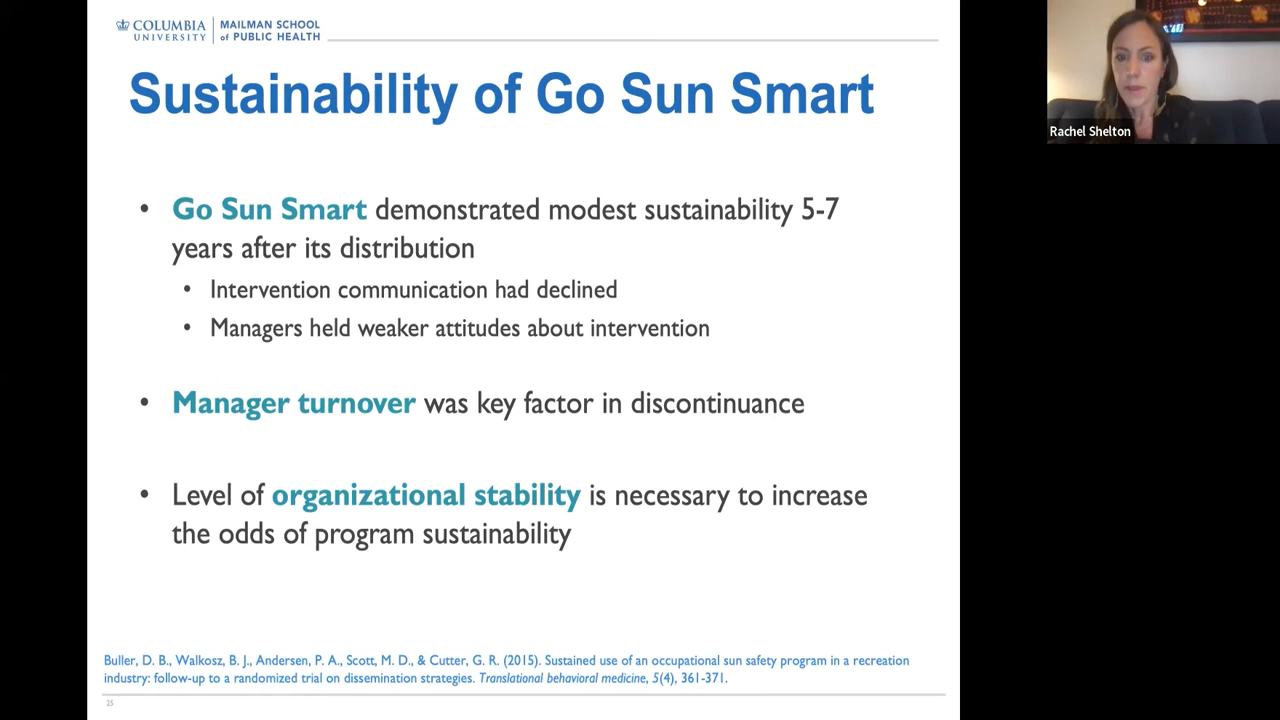 COLUMBIA UNIVERSITY
MAILMAN SCHOOL
of PUBLIC HEALTH
Sustainability of Go Sun Smart
• Go Sun Smart demonstrated modest sustainability 5-7
years after its distribution
• Intervention communication had declined
• Managers held weaker attitudes about intervention
• Manager turnover was key factor in discontinuance
• Level of organizational stability is necessary to increase
the odds of program sustainability
Buller, D. B., Walkosz, B. J., Andersen, P. A., Scott, M. D., & Cutter, G. R. (2015). Sustained use of an occupational sun safety program in a recreation
industry: follow-up to a randomized trial on dissemination strategies. Translational behavioral medicine, 5(4), 361-371.
25
Rachel Shelton